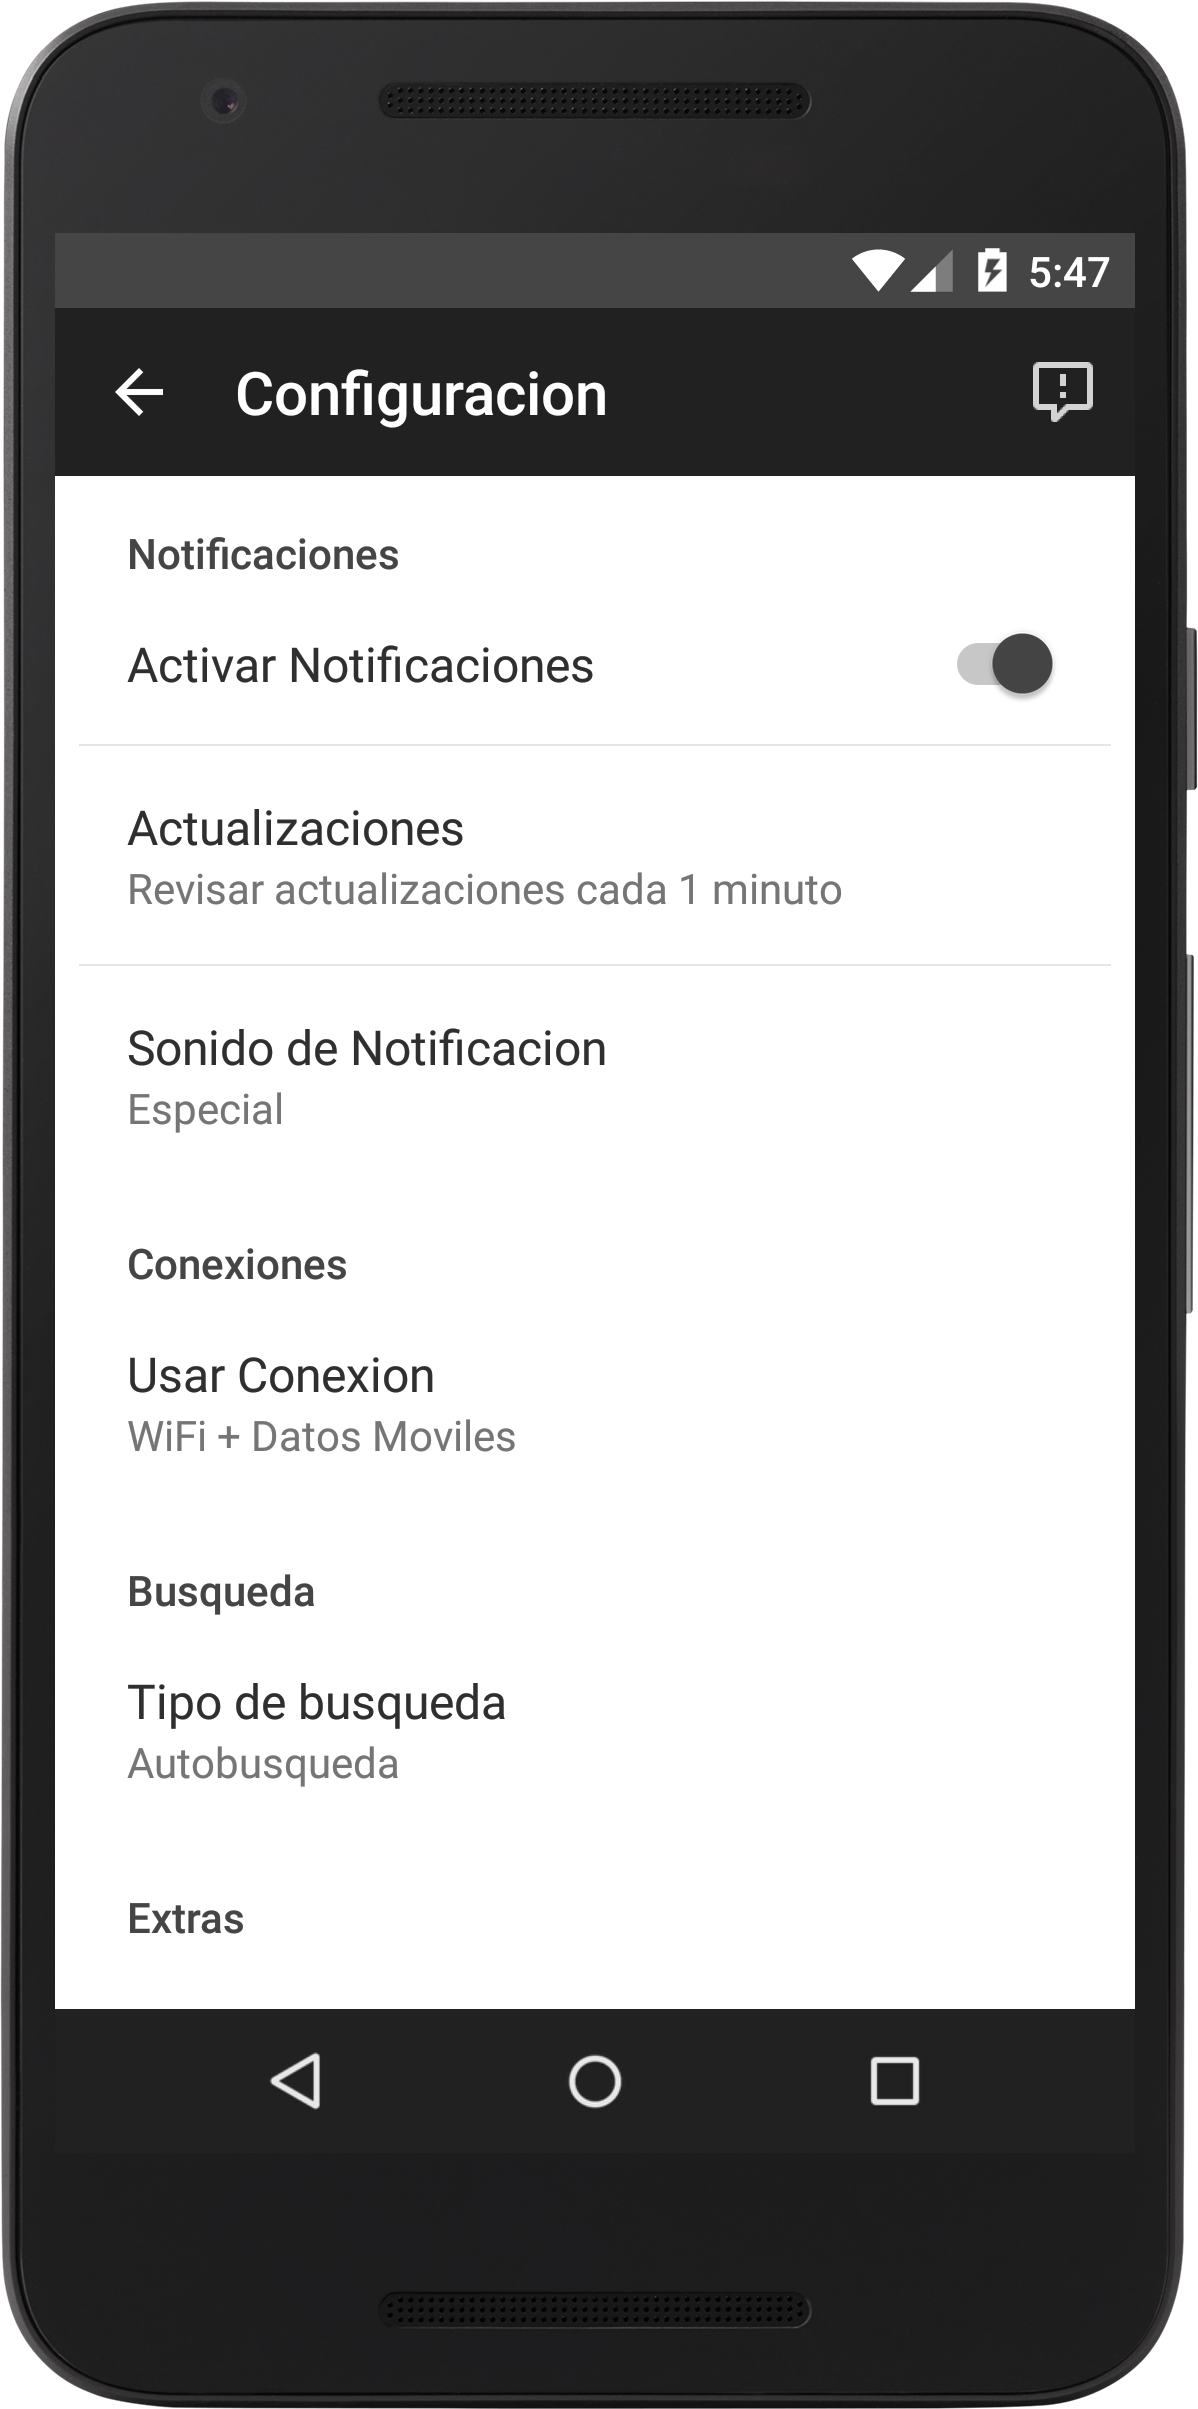 5:47
Configuracion
Notificaciones
Activar Notificaciones
Actualizaciones
Revisar actualizaciones cada 1 minuto
Sonido de Notificacion
Especial
Conexiones
Usar Conexion
WiFi + Datos Moviles
Busqueda
Tipo de busqueda
Autobusqueda
Extras